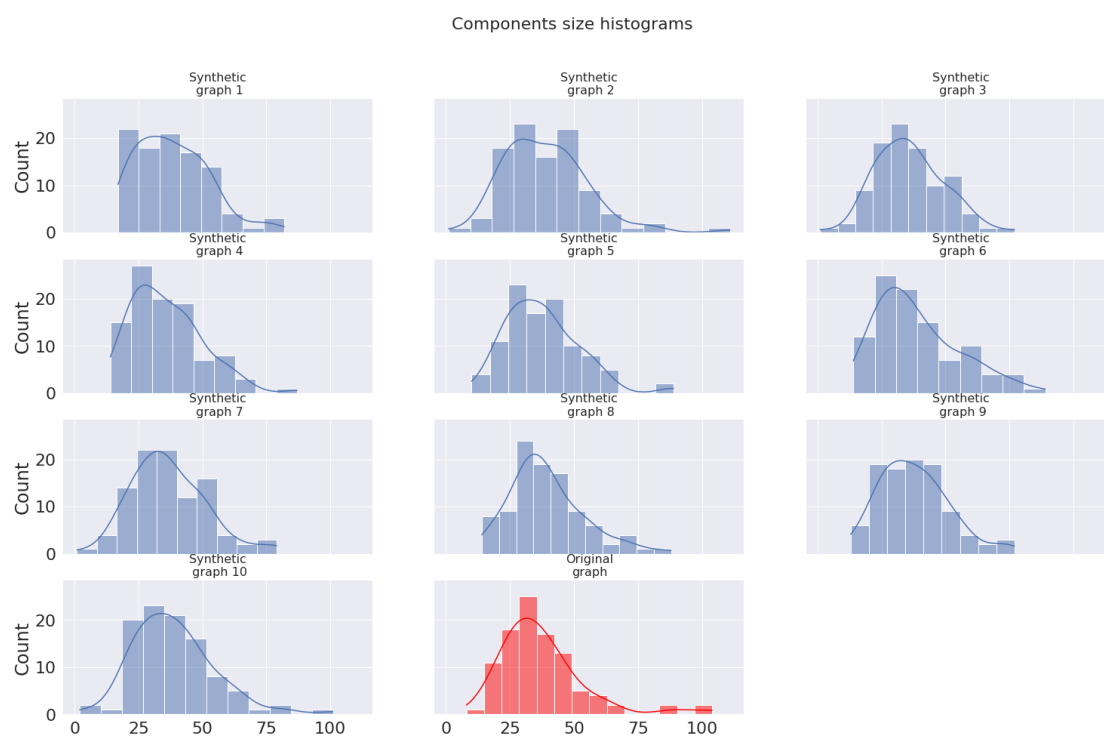 Components size histograms
Synthetic
graph 1
Synthetic
graph 2
Synthetic
graph 3
Count
20
10
0
Synthetic
graph 4
Synthetic
graph 5
Synthetic
graph 6
Count
20
10
0
Synthetic
graph 7
Synthetic
graph 8
Synthetic
graph 9
Count
20
10
0
Synthetic
graph 10
Original
graph
Count
20
10
0
0 25 50 75 100
0 25 50 75 100